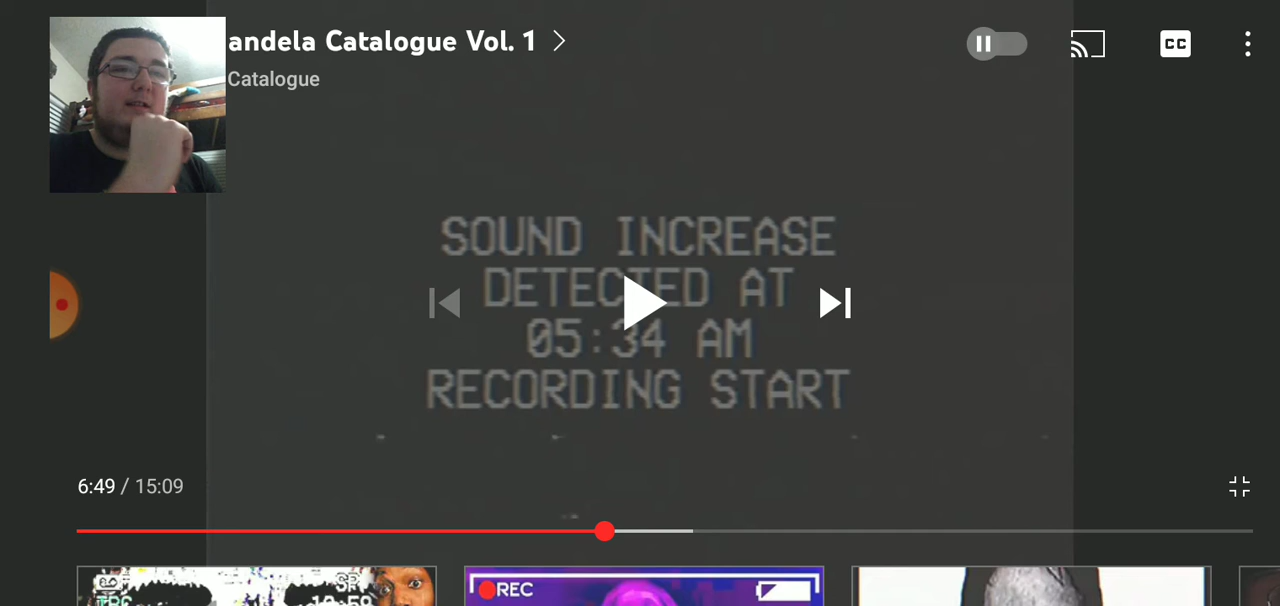 andela Catalogue Vol. 1
Catalogue
CC
SOUND INCREASE
DETECTED AT
05:34 AM
RECORDING START
6:49 / 15:09
REC